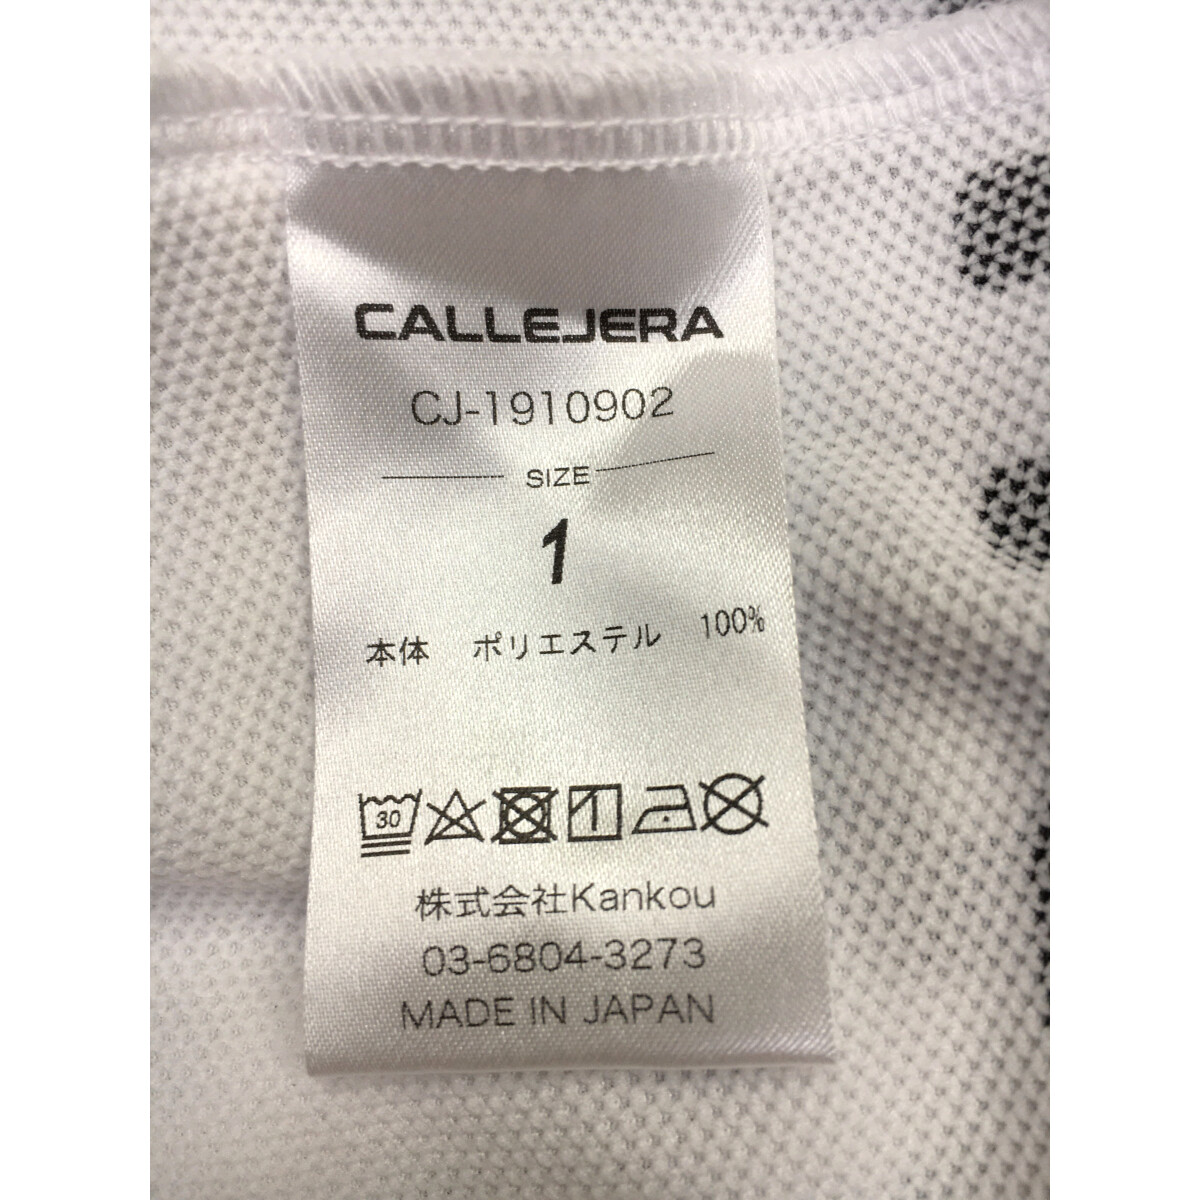 CALLEJERA
CJ-1910902
SIZE
1
本体 ポリエステル 100%
30
株式会社Kankou
03-6804-3273
MADE IN JAPAN